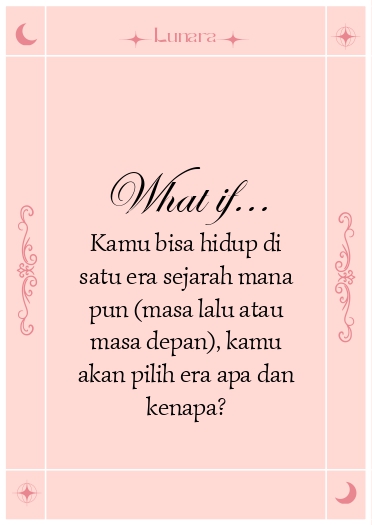 Lunara
What if...
Kamu bisa hidup di
satu era sejarah mana
pun (masa lalu atau
masa depan), kamu
akan pilih era apa dan
kenapa?